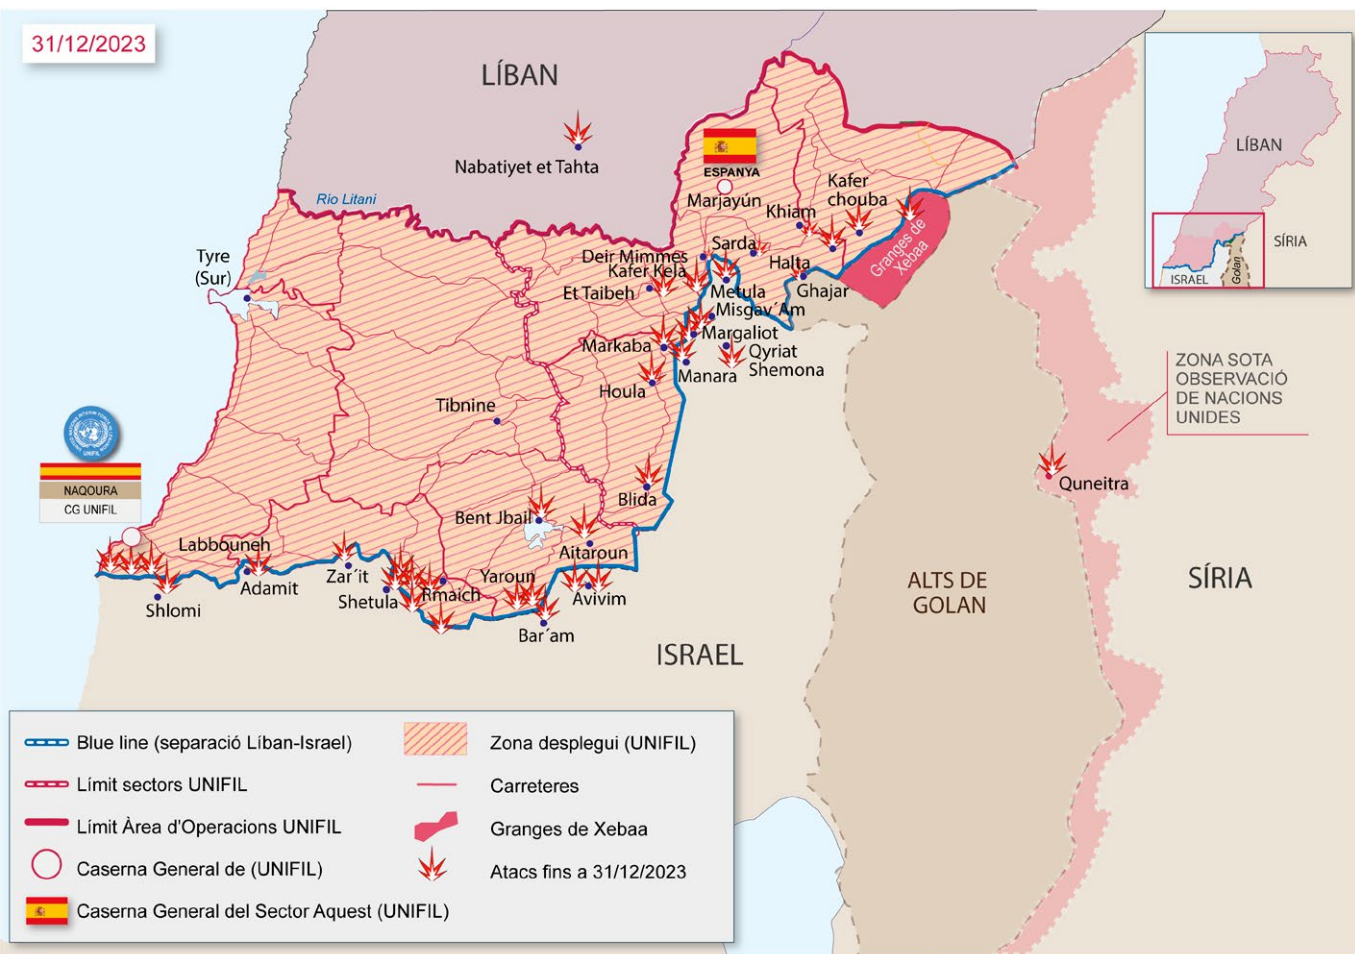 31/12/2023
LÍBAN
Nabatiyet et Tahta
ESPANYA
Marjayún
Rio Litani
Kafer
chouba
Khiam
Granges de
Xebaa
Tyre
(Sur)
Deir Mimmes
Sarda
Halta
Kafer Kela
Et Taibeh
Metula
Ghajar
Misgav´Am
Margaliot
Markaba
Qyriat
Shemona
Manara
Houla
Tibnine
UNIFIL
NAQOURA
CG UNIFIL
Blida
Bent Jbail
Aitaroun
Labbouneh
Adamit
Zar´it
Shetula
Rmaich
Yaroun
Avivim
Shlomi
Bar´am
ISRAEL
ALTS DE
GOLAN
SÍRIA
Quneitra
ZONA SOTA
OBSERVACIÓ
DE NACIONS
UNIDES
LÍBAN
SÍRIA
ISRAEL
Golan
Blue line (separació Líban-Israel)
Límit sectors UNIFIL
Límit Àrea d'Operacions UNIFIL
Caserna General de (UNIFIL)
Caserna General del Sector Aquest (UNIFIL)
Zona desplegui (UNIFIL)
Carreteres
Granges de Xebaa
Atacs fins a 31/12/2023